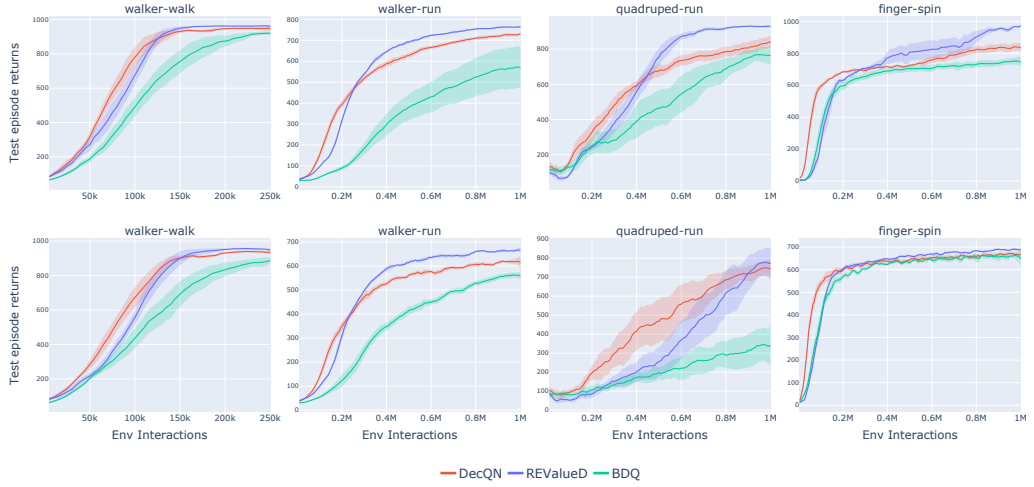 walker-walk
walker-run
quadruped-run
finger-spin
Test episode returns
1000
800
600
400
200
50k
100k
150k
200k
250k
800
700
600
500
400
300
200
100
0
0.2M
0.4M
0.6M
0.8M
1M
800
600
400
200
0.2M
0.4M
0.6M
0.8M
1M
1000
800
600
400
200
0
0.2M
0.4M
0.6M
0.8M
1M
walker-walk
walker-run
quadruped-run
finger-spin
Test episode returns
1000
800
600
400
200
50k
100k
150k
200k
250k
Env Interactions
700
600
500
400
300
200
100
0
0.2M
0.4M
0.6M
0.8M
1M
Env Interactions
900
800
700
600
500
400
300
200
100
0
0.2M
0.4M
0.6M
0.8M
1M
Env Interactions
700
600
500
400
300
200
100
0
0.2M
0.4M
0.6M
0.8M
1M
Env Interactions
DecQN REValueD BDQ